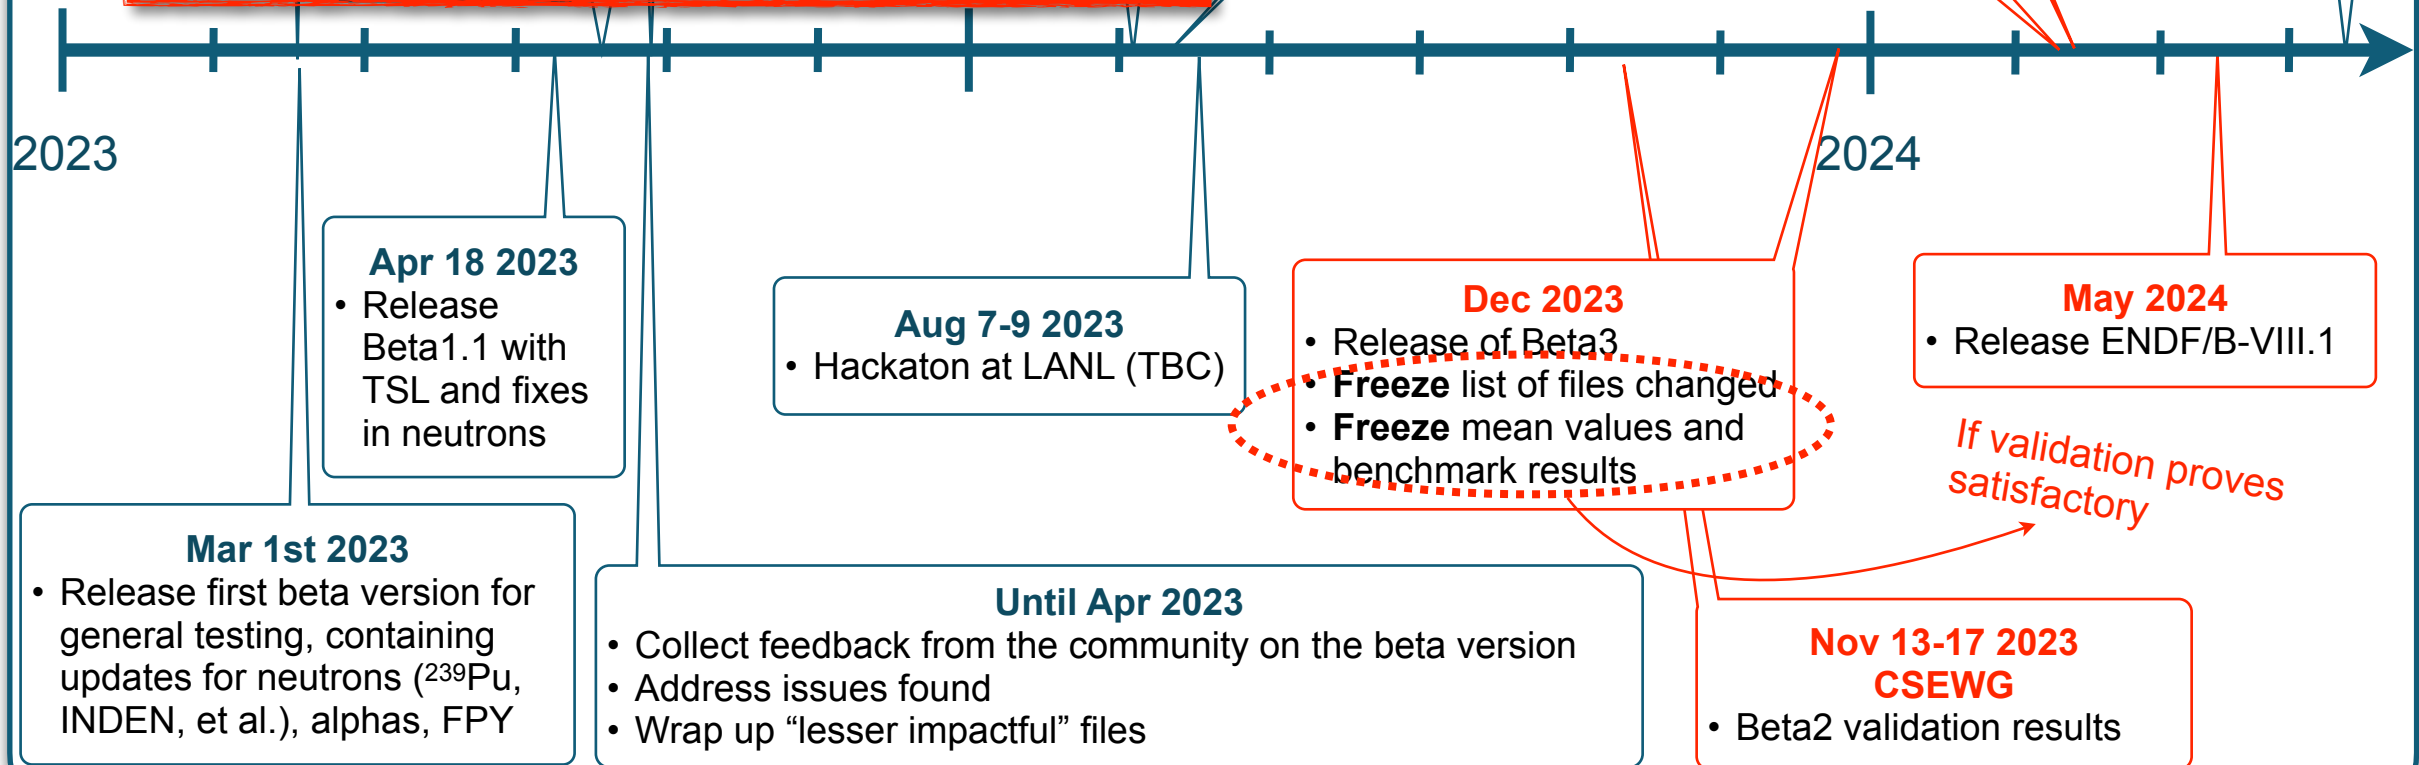 2023
2024
Apr 18 2023
• Release
Beta1.1 with
TSL and fixes
in neutrons
Aug 7-9 2023
• Hackaton at LANL (TBC)
Dec 2023
• Release of Beta3
• Freeze list of files changed
• Freeze mean values and
benchmark results
May 2024
• Release ENDF/B-VIII.1
If validation proves
satisfactory
Mar 1st 2023
• Release first beta version for
general testing, containing
updates for neutrons (²³⁹Pu,
INDEN, et al.), alphas, FPY
Until Apr 2023
• Collect feedback from the community on the beta version
• Address issues found
• Wrap up “lesser impactful” files
Nov 13-17 2023
CSEWG
• Beta2 validation results